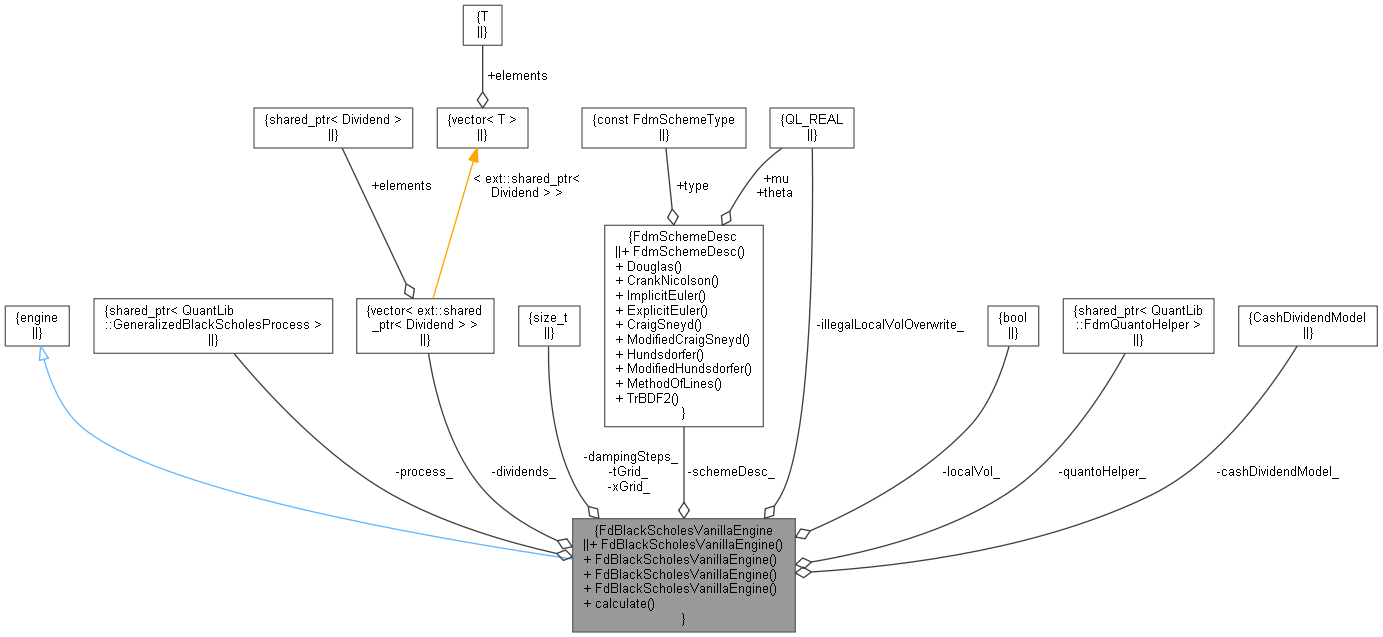 {T
||}
+elements
{shared_ptr< Dividend >
||}
{vector< T >
||}
{const FdmSchemeType
||}
{QL_REAL
||}
+elements
< ext::shared_ptr<
Dividend > >
+type
+mu
+theta
{FdmSchemeDesc
||+ FdmSchemeDesc()
+ Douglas()
+ CrankNicolson()
+ ImplicitEuler()
+ ExplicitEuler()
+ CraigSneyd()
+ ModifiedCraigSneyd()
+ Hundsdorfer()
+ ModifiedHundsdorfer()
+ MethodOfLines()
+ TrBDF2()
}
{engine
||}
{shared_ptr< QuantLib
::GeneralizedBlackScholesProcess >
||}
{vector< ext::shared
_ptr< Dividend > >
||}
{size_t
||}
-illegalLocalVolOverwrite_
{bool
||}
{shared_ptr< QuantLib
::FdmQuantoHelper >
||}
{CashDividendModel
||}
-process_
-dividends_
-dampingSteps_
-tGrid_
-xGrid_
-schemeDesc_
-localVol_
-quantoHelper_
-cashDividendModel_
{FdBlackScholesVanillaEngine
||+ FdBlackScholesVanillaEngine()
+ FdBlackScholesVanillaEngine()
+ FdBlackScholesVanillaEngine()
+ FdBlackScholesVanillaEngine()
+ calculate()
}